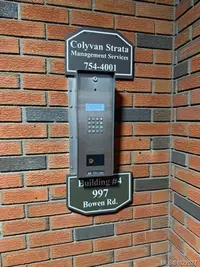 Colyvan Strata
Management Services
754-4001
Building #4
997
Bowen Rd.